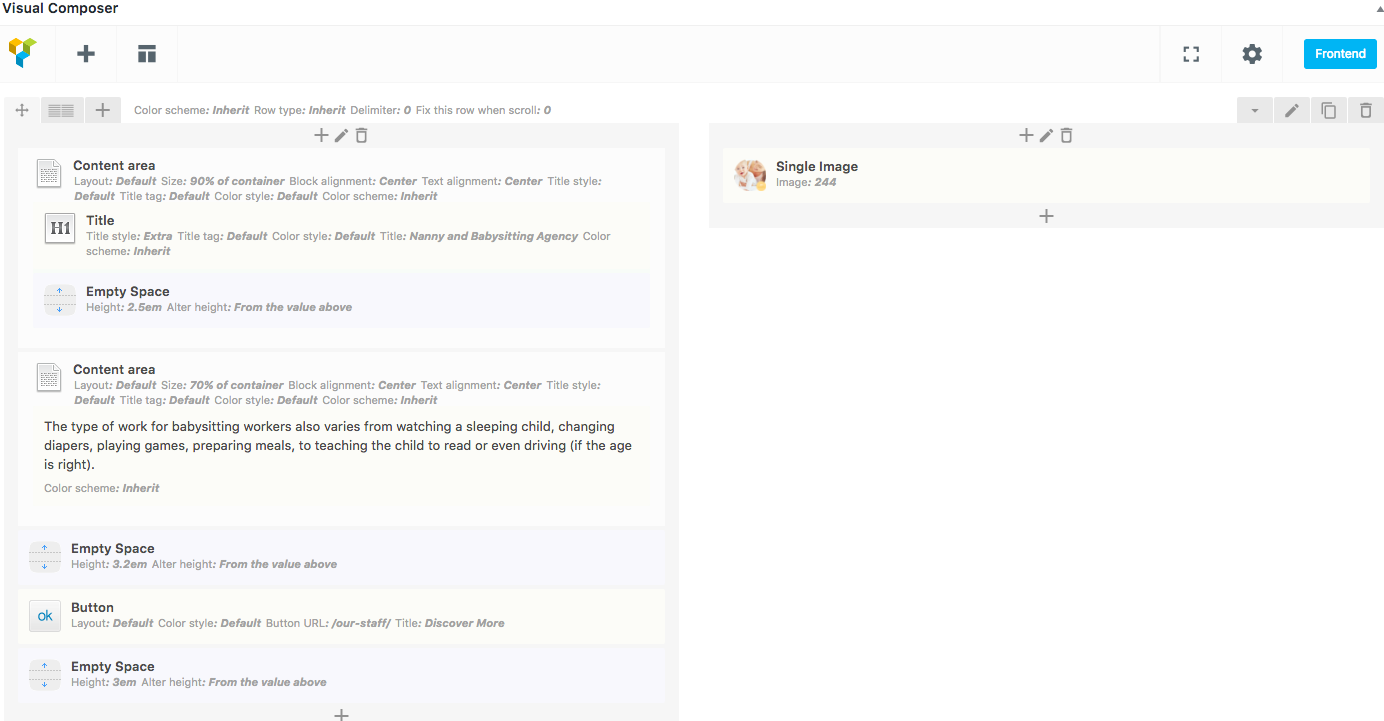 Visual Composer
Frontend
Color scheme: Inherit Row type: Inherit Delimiter: 0 Fix this row when scroll: 0
Content area
Layout: Default Size: 90% of container Block alignment: Center Text alignment: Center Title style:
Default Title tag: Default Color style: Default Color scheme: Inherit
H1
Title
Title style: Extra Title tag: Default Color style: Default Title: Nanny and Babysitting Agency Color
scheme: Inherit
Empty Space
Height: 2.5em Alter height: From the value above
Content area
Layout: Default Size: 70% of container Block alignment: Center Text alignment: Center Title style:
Default Title tag: Default Color style: Default Color scheme: Inherit
The type of work for babysitting workers also varies from watching a sleeping child, changing
diapers, playing games, preparing meals, to teaching the child to read or even driving (if the age
is right).
Color scheme: Inherit
Empty Space
Height: 3.2em Alter height: From the value above
ok
Button
Layout: Default Color style: Default Button URL: /our-staff/ Title: Discover More
Empty Space
Height: 3em Alter height: From the value above
Single Image
Image: 244